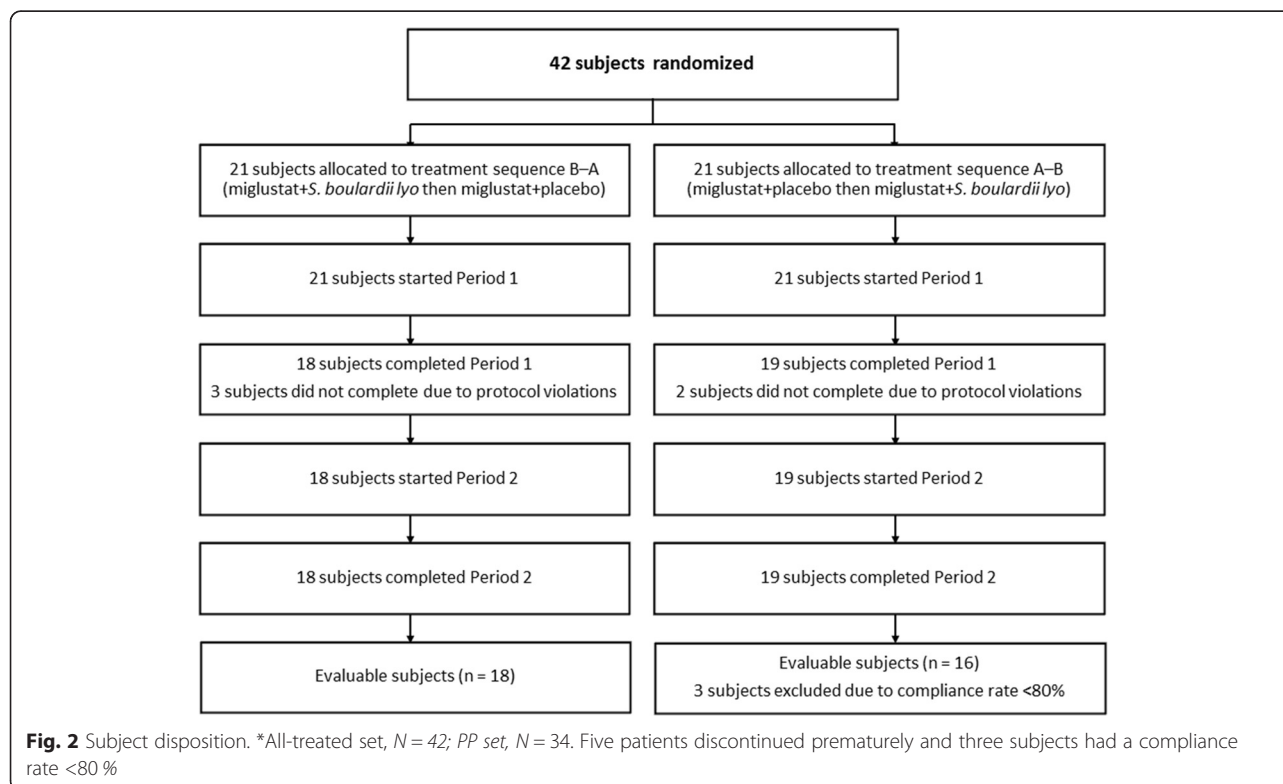 42 subjects randomized
21 subjects allocated to treatment sequence B–A
(miglustat+S. boulardii lyo then miglustat+placebo)
21 subjects allocated to treatment sequence A–B
(miglustat+placebo then miglustat+S. boulardii lyo)
21 subjects started Period 1
21 subjects started Period 1
18 subjects completed Period 1
3 subjects did not complete due to protocol violations
19 subjects completed Period 1
2 subjects did not complete due to protocol violations
18 subjects started Period 2
19 subjects started Period 2
18 subjects completed Period 2
19 subjects completed Period 2
Evaluable subjects (n = 18)
Evaluable subjects (n = 16)
3 subjects excluded due to compliance rate <80%
Fig. 2 Subject disposition. *All-treated set, N = 42; PP set, N = 34. Five patients discontinued prematurely and three subjects had a compliance
rate <80 %